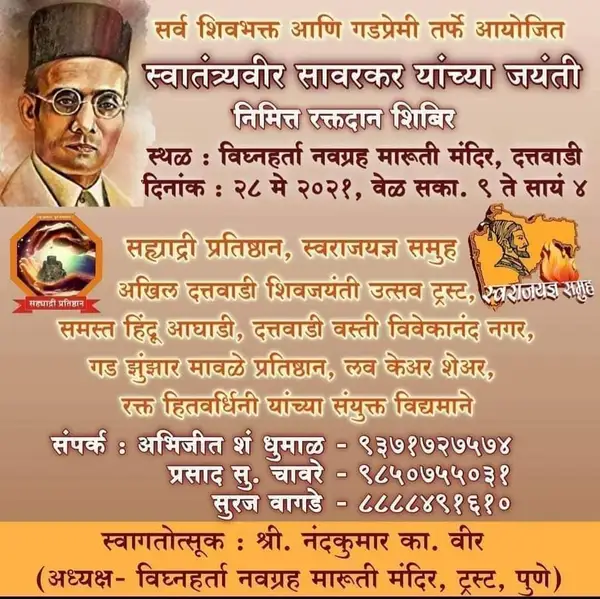 सर्व शिवभक्त आणि गडप्रेमी तर्फे आयोजित
स्वातंत्र्यवीर सावरकर यांच्या जयंती
निमित्त रक्तदान शिबिर
स्थळ : विघ्नहर्ता नवग्रह मारूती मंदिर, दत्तवाडी
दिनांक : २८ मे २०२१, वेळ सका. ९ ते सायं ४
सह्याद्री प्रतिष्ठान, स्वराजयज्ञ समुह
अखिल दत्तवाडी शिवजयंती उत्सव ट्रस्ट,
समस्त हिंदू आघाडी, दत्तवाडी वस्ती विवेकानंद नगर,
गड झुंझार मावळे प्रतिष्ठान, लव केअर शेअर,
रक्त हितवर्धिनी यांच्या संयुक्त विद्यमाने
सह्याद्री प्रतिष्ठान
स्वराजयज्ञ समुह
संपर्क : अभिजीत शं धुमाळ - ९३७१७२७५७४
प्रसाद सु. चावरे - ९८५०७५५०३१
सुरज वागडे - ८८८८४९१६१०
स्वागतोत्सूक : श्री. नंदकुमार का. वीर
(अध्यक्ष- विघ्नहर्ता नवग्रह मारूती मंदिर, ट्रस्ट, पुणे)